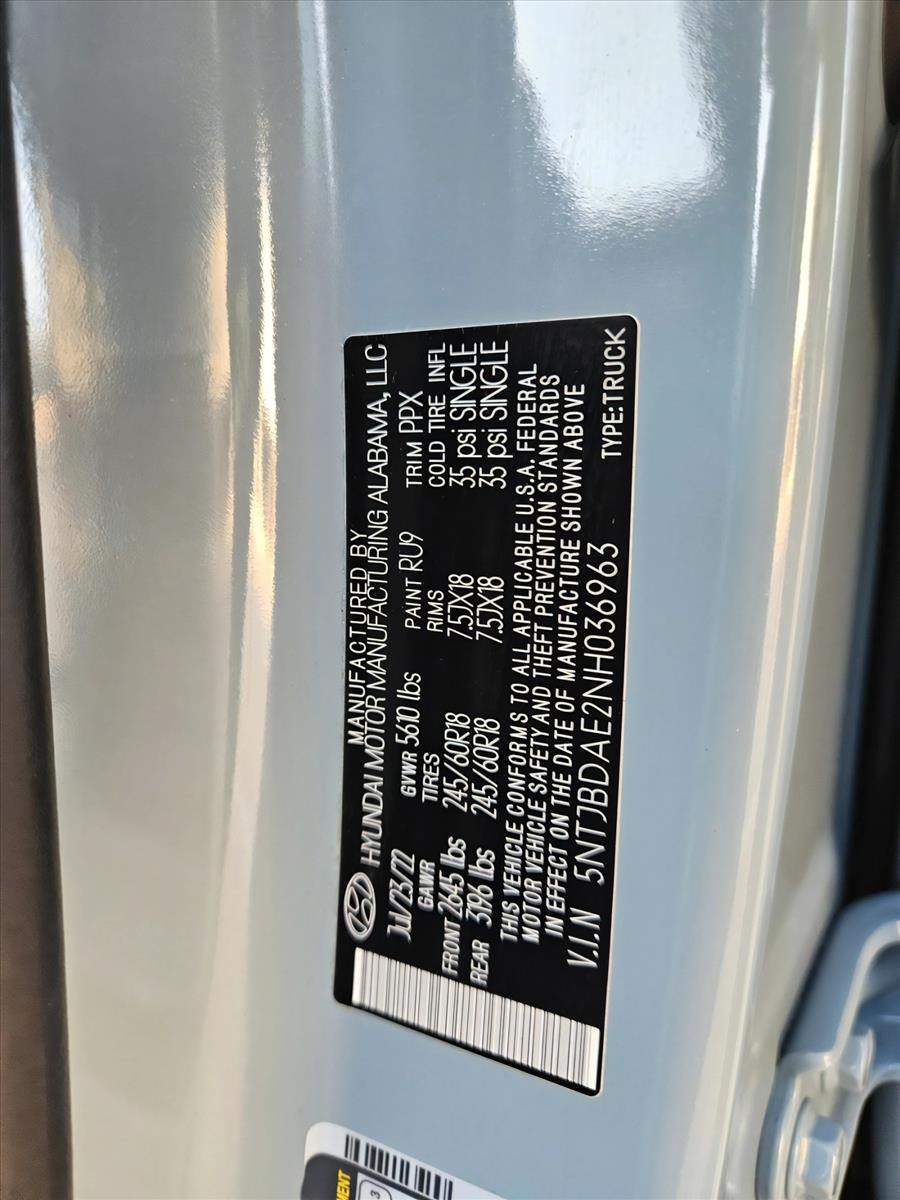 MANUFACTURED BY
HYUNDAI MOTOR MANUFACTURING ALABAMA, LLC
JUL/23/22 GVWR 5610 lbs PAINT RU9 TRIM PPX
GAWR TIRES RIMS COLD TIRE INFL
FRONT 2645 lbs 245/60R18 7.5JX18 35 psi SINGLE
REAR 3196 lbs 245/60R18 7.5JX18 35 psi SINGLE
THIS VEHICLE CONFORMS TO ALL APPLICABLE U.S.A. FEDERAL
MOTOR VEHICLE SAFETY AND THEFT PREVENTION STANDARDS
IN EFFECT ON THE DATE OF MANUFACTURE SHOWN ABOVE
V.I.N 5NTJBDAE2NH036963 TYPE:TRUCK
3